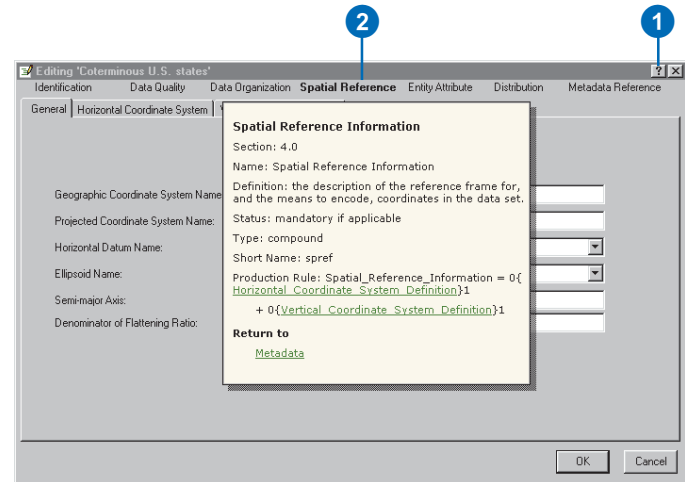 2 1
Editing 'Coterminous U.S. states' ? X
Identification Data Quality Data Organization Spatial Reference Entity Attribute Distribution Metadata Reference
General Horizontal Coordinate System
Spatial Reference Information
Section: 4.0
Name: Spatial Reference Information
Definition: the description of the reference frame for,
and the means to encode, coordinates in the data set.
Status: mandatory if applicable
Type: compound
Short Name: spref
Production Rule: Spatial_Reference_Information = 0{
Horizontal_Coordinate_System_Definition}1
+ 0{Vertical_Coordinate_System_Definition}1
Return to
Metadata
Geographic Coordinate System Name
Projected Coordinate System Name:
Horizontal Datum Name:
Ellipsoid Name:
Semi-major Axis:
Denominator of Flattening Ratio:
OK Cancel